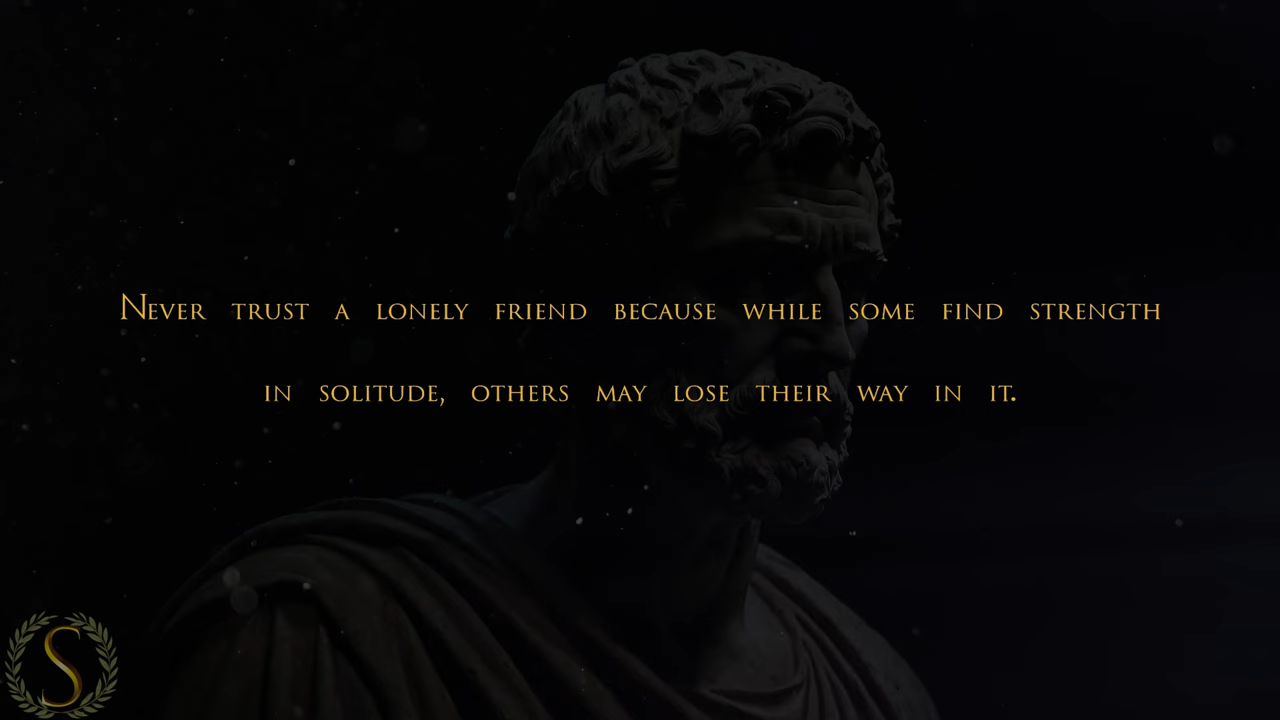 Never trust a lonely friend because while some find strength
in solitude, others may lose their way in it.
S